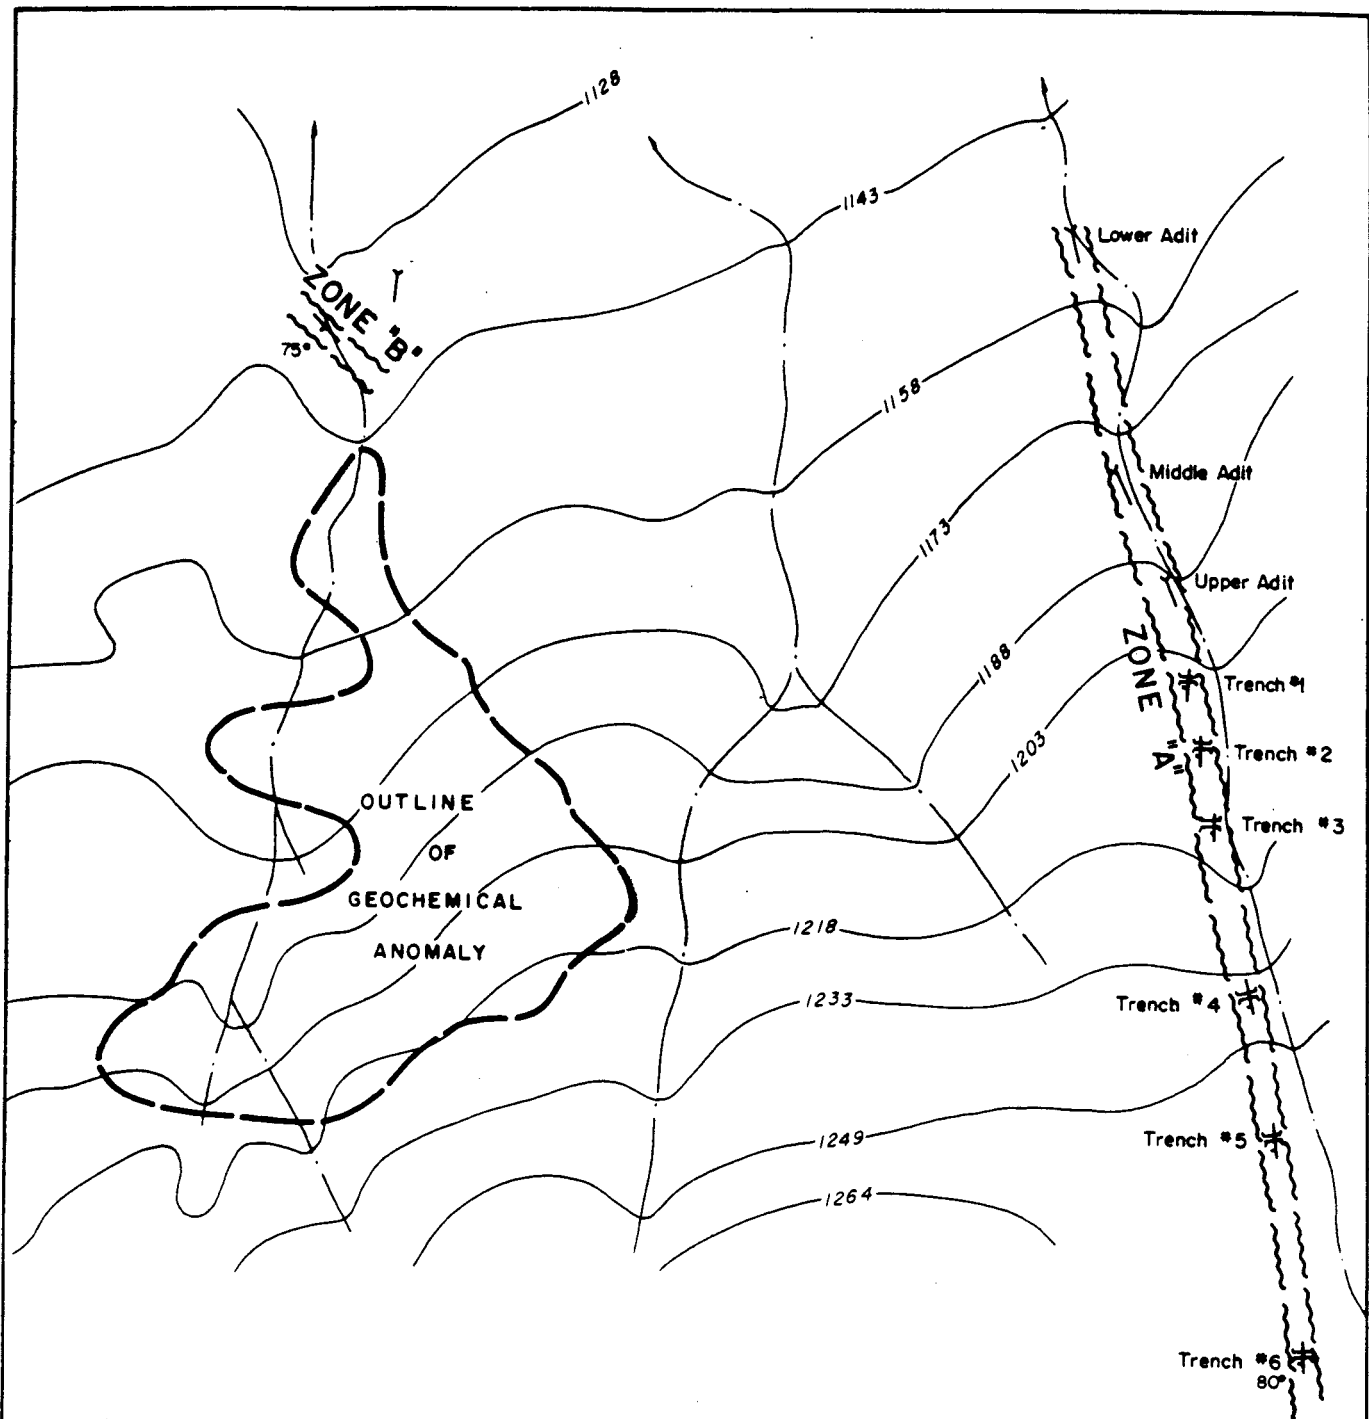 1128
1143
Lower Adit
ZONE "B"
75°
1158
Middle Adit
1173
Upper Adit
1188
ZONE "A"
Trench #1
1203
Trench #2
OUTLINE
OF
GEOCHEMICAL
ANOMALY
Trench #3
1218
1233
Trench #4
1249
Trench #5
1264
Trench #6
80°